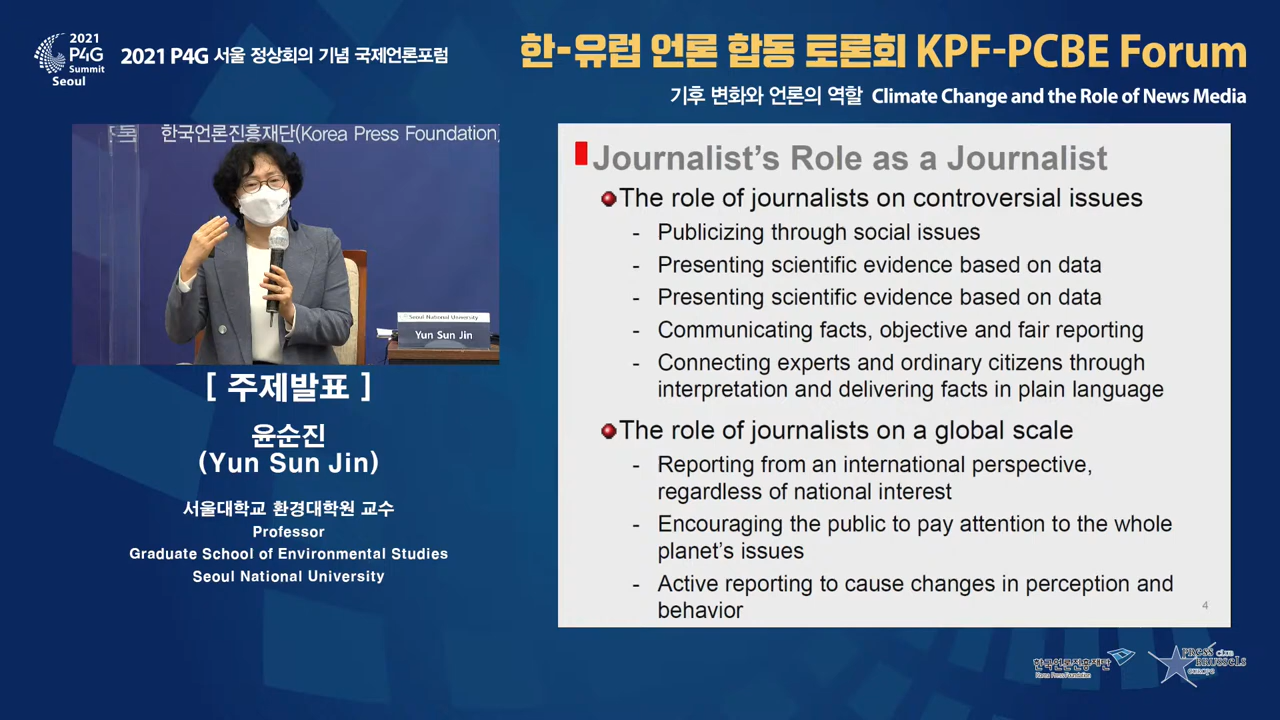 2021
P4G
Summit
Seoul
2021 P4G 서울 정상회의 기념 국제언론포럼
한-유럽 언론 합동 토론회 KPF-PCBE Forum
기후 변화와 언론의 역할 Climate Change and the Role of News Media
한국언론진흥재단(Korea Press Foundation)
Seoul National University
Yun Sun Jin
[ 주제발표 ]
윤순진
(Yun Sun Jin)
서울대학교 환경대학원 교수
Professor
Graduate School of Environmental Studies
Seoul National University
Journalist's Role as a Journalist
The role of journalists on controversial issues
- Publicizing through social issues
- Presenting scientific evidence based on data
- Presenting scientific evidence based on data
- Communicating facts, objective and fair reporting
- Connecting experts and ordinary citizens through
interpretation and delivering facts in plain language
The role of journalists on a global scale
- Reporting from an international perspective,
regardless of national interest
- Encouraging the public to pay attention to the whole
planet's issues
- Active reporting to cause changes in perception and
behavior
4
한국언론진흥재단
Korea Press Foundation
PRESS club
BRUSSELS
europe